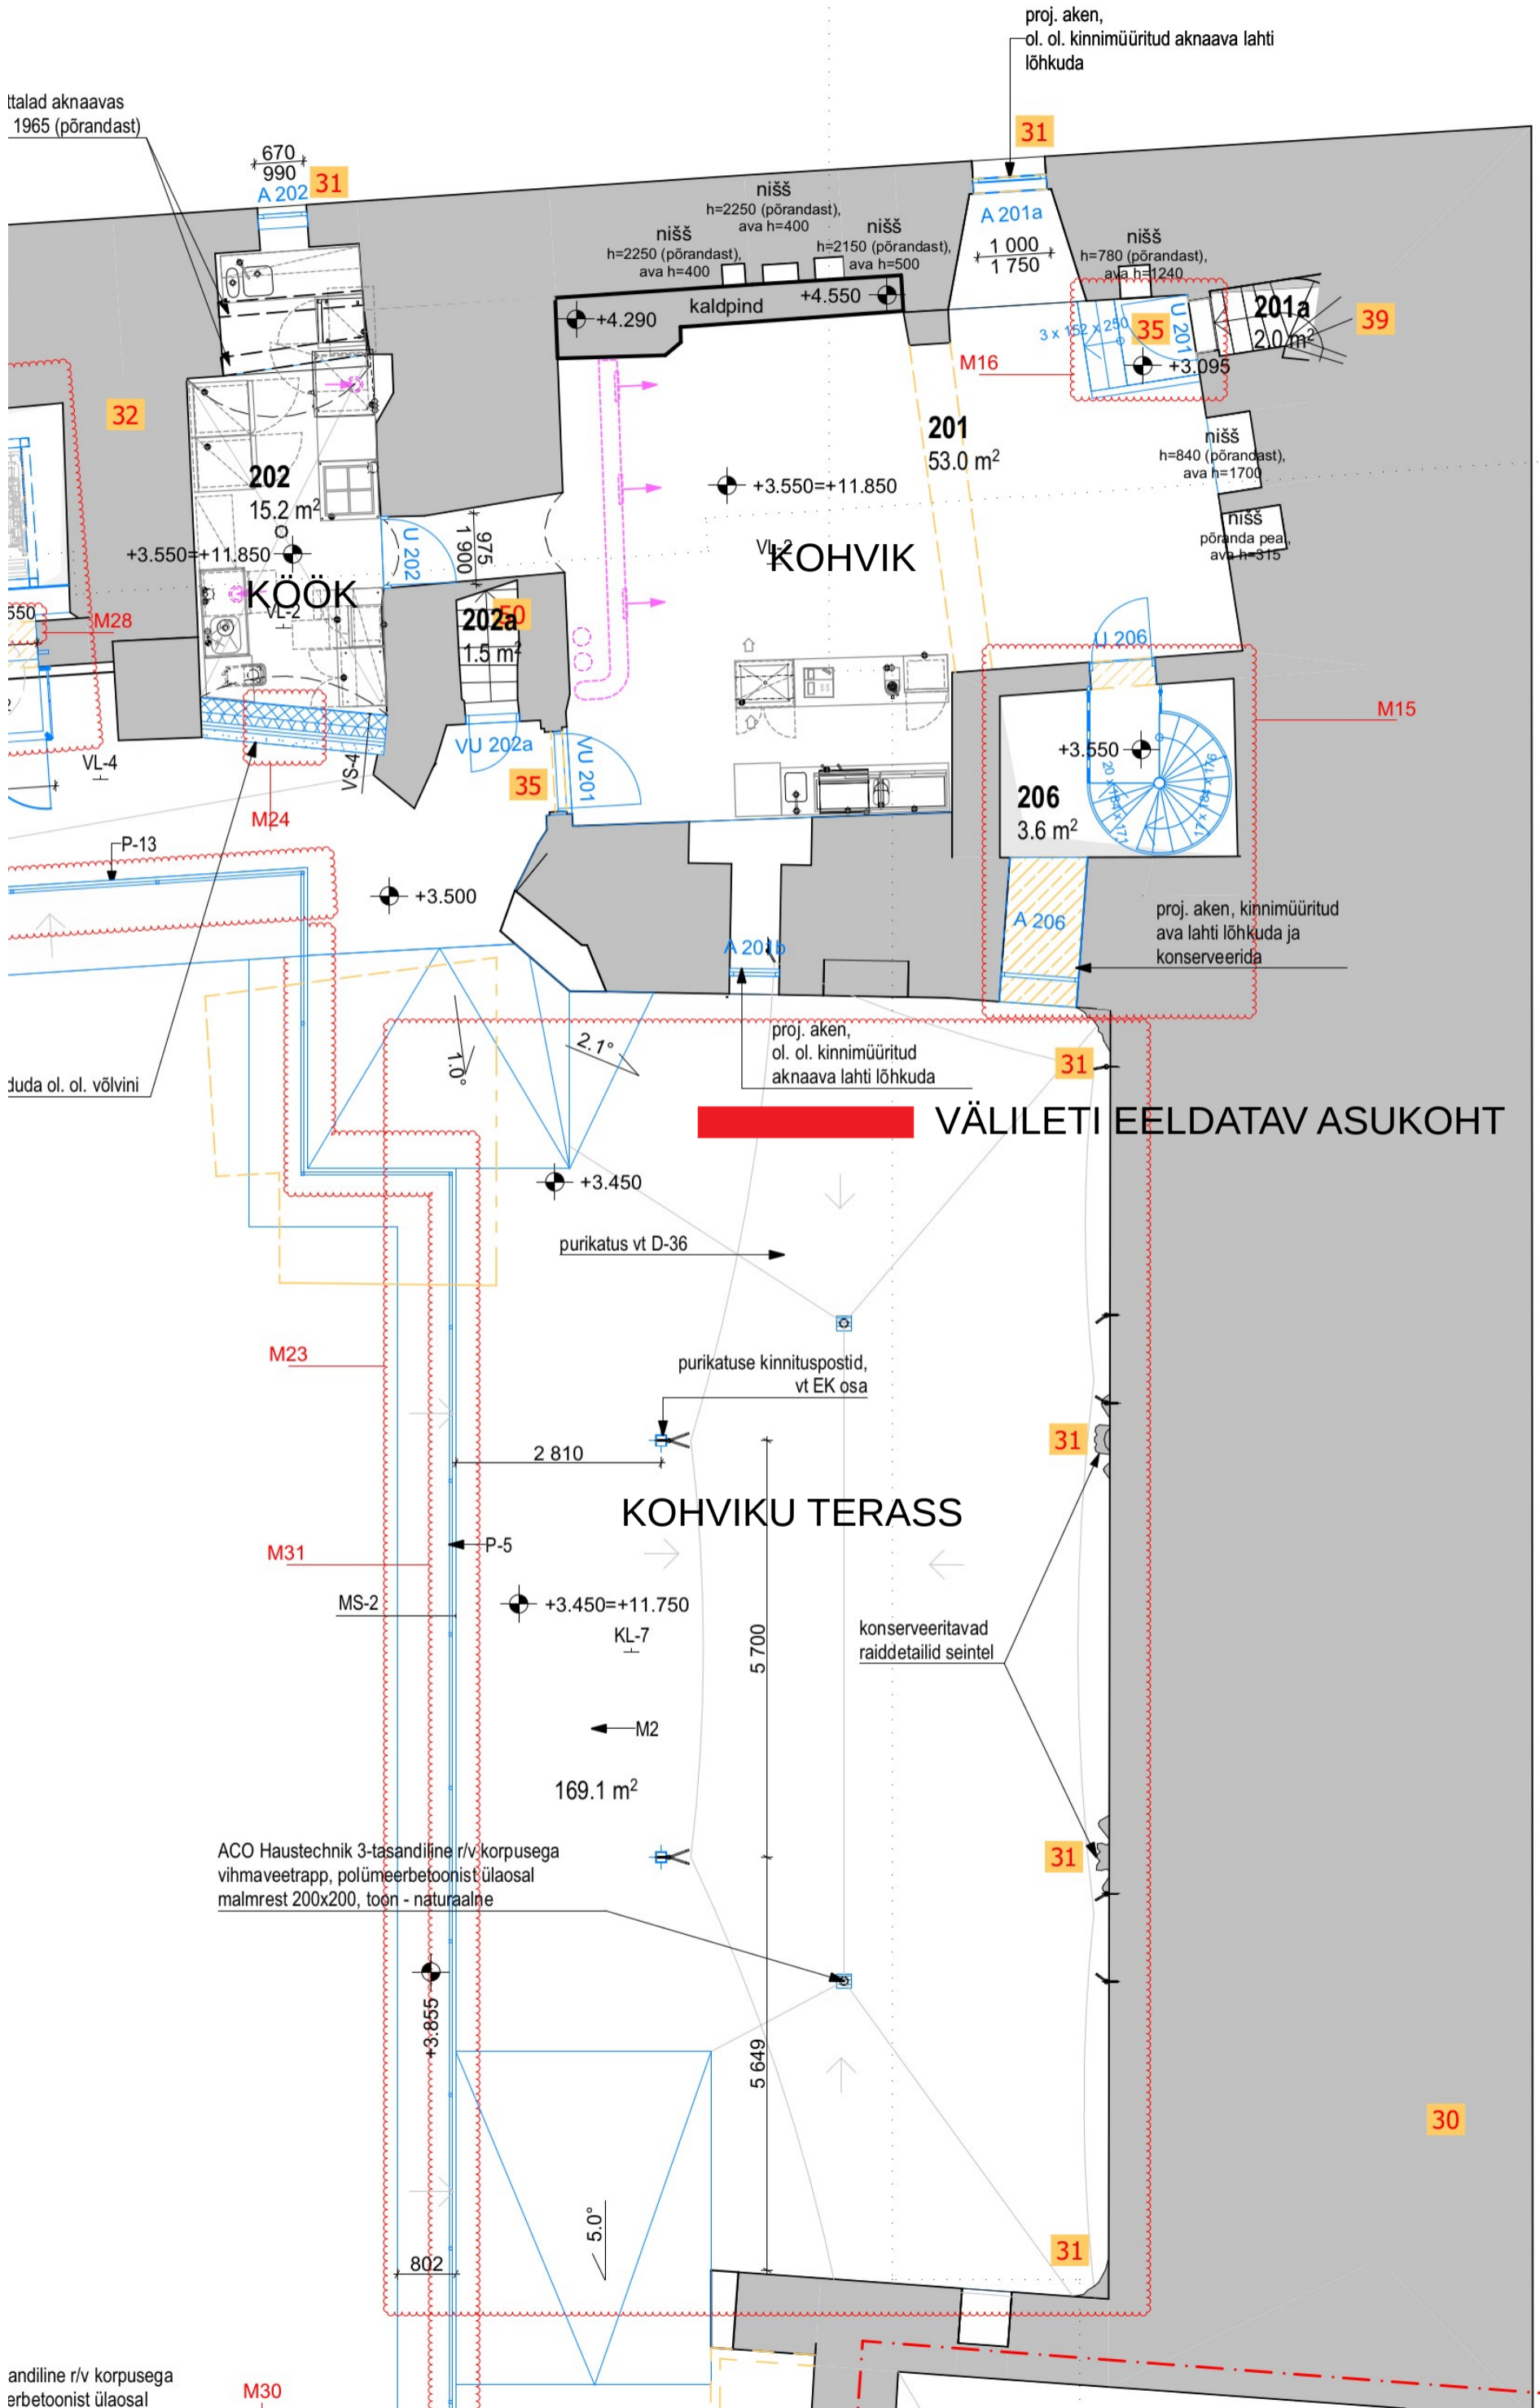 proj. aken,
ol. ol. kinnimüüritud aknaava lahti
lõhkuda
ttalad aknaavas
1965 (põrandast)
31
670
990
A 202
31
nišš
h=2250 (põrandast),
ava h=400
nišš
h=2250 (põrandast),
ava h=400
nišš
h=2150 (põrandast),
ava h=500
A 201a
1 000
1 750
nišš
h=780 (põrandast),
ava h=1240
kaldpind
+4.550
+4.290
201a
2.0 m²
39
3 x 152 x 250
35
U 201
+3.095
M16
32
201
53.0 m²
nišš
h=840 (põrandast),
ava h=1700
202
15.2 m²
+3.550=+11.850
nišš
põranda peal,
ava h=315
+3.550=+11.850
U 202
975
1 900
VL-2
KOHVIK
KÖÖK
VL-2
550
M28
202a
50
1.5 m²
U 206
M15
VL-4
VS-4
VU 202a
VU 201
35
+3.550
20 x 184 x 171
17 x 184 x 176
206
3.6 m²
M24
P-13
+3.500
A 206
proj. aken, kinnimüüritud
ava lahti lõhkuda ja
konserveerida
A 201b
1.0°
2.1°
proj. aken,
ol. ol. kinnimüüritud
aknaava lahti lõhkuda
31
duda ol. ol. võlvini
VÄLILETI EELDATAV ASUKOHT
+3.450
purikatus vt D-36
M23
purikatuse kinnituspostid,
vt EK osa
31
2 810
KOHVIKU TERASS
M31
P-5
MS-2
+3.450=+11.750
KL-7
5 700
konserveeritavad
raiddetailid seintel
M2
169.1 m²
ACO Haustechnik 3-tasandiline r/v korpusega
vihmaveetrapp, polümeerbetoonist ülaosal
malmrest 200x200, toon - naturaalne
31
+3.855
5 649
30
5.0°
31
802
andiline r/v korpusega
erbetoonist ülaosal
M30